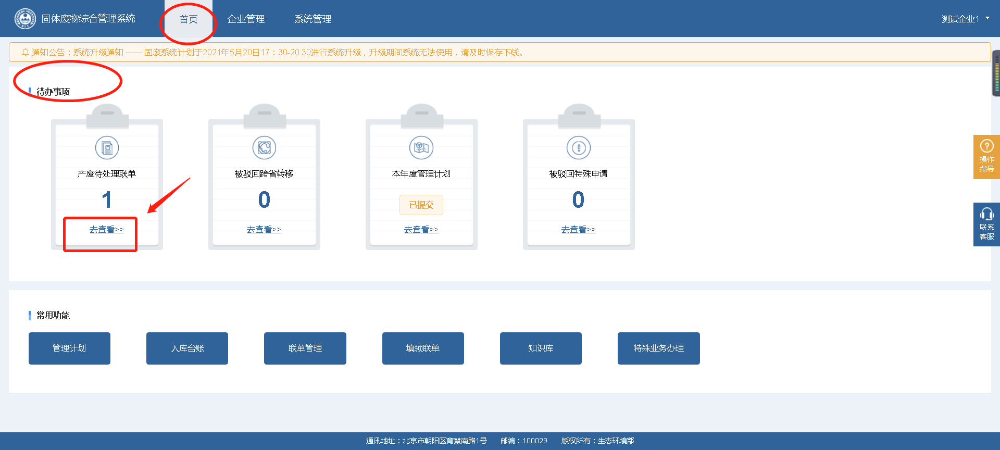 固体废物综合管理系统 首页 企业管理 系统管理 测试企业1
通知公告：系统升级通知 —— 固废系统计划于2021年5月20日17：30-20:30进行系统升级，升级期间系统无法使用，请及时保存下线。
待办事项
产废待处理联单
1
去查看>>
被驳回跨省转移
0
去查看>>
本年度管理计划
已提交
去查看>>
被驳回特殊申请
0
去查看>>
操作
指导
联系
客服
常用功能
管理计划 入库台账 联单管理 填领联单 知识库 特殊业务办理
通讯地址：北京市朝阳区育慧南路1号 邮编：100029 版权所有：生态环境部